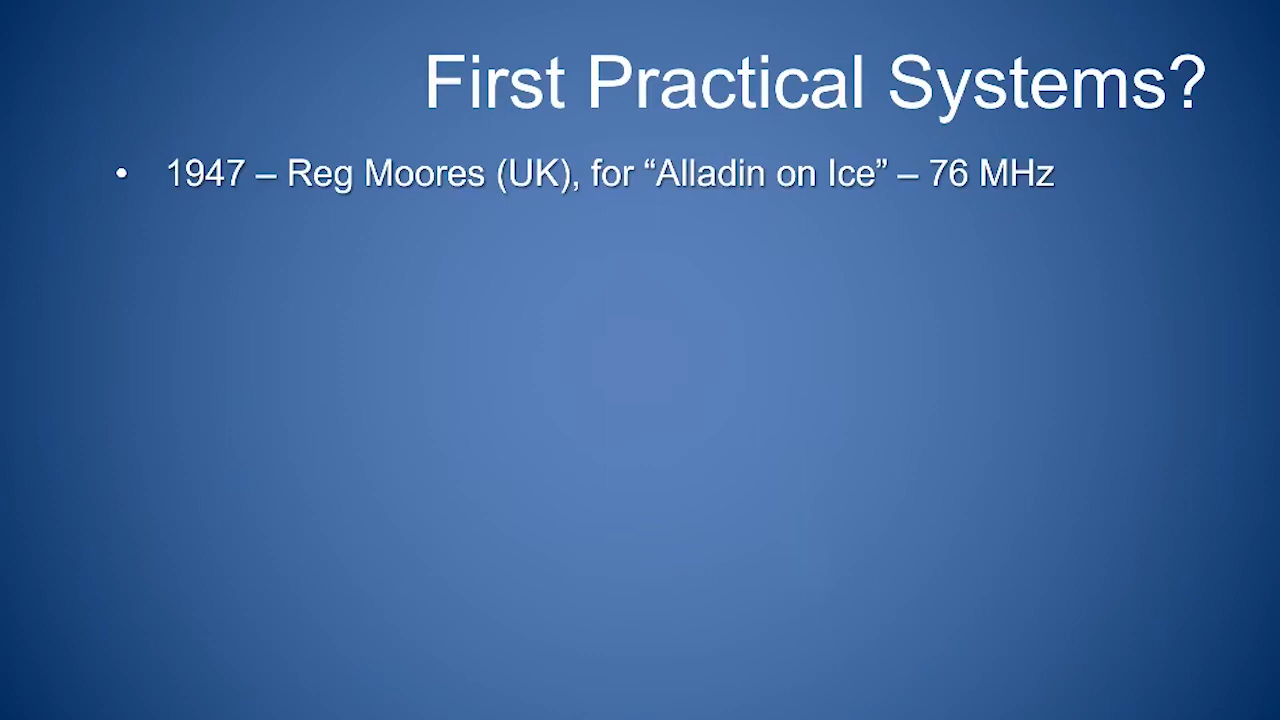 First Practical Systems?
• 1947 – Reg Moores (UK), for “Alladin on Ice” – 76 MHz